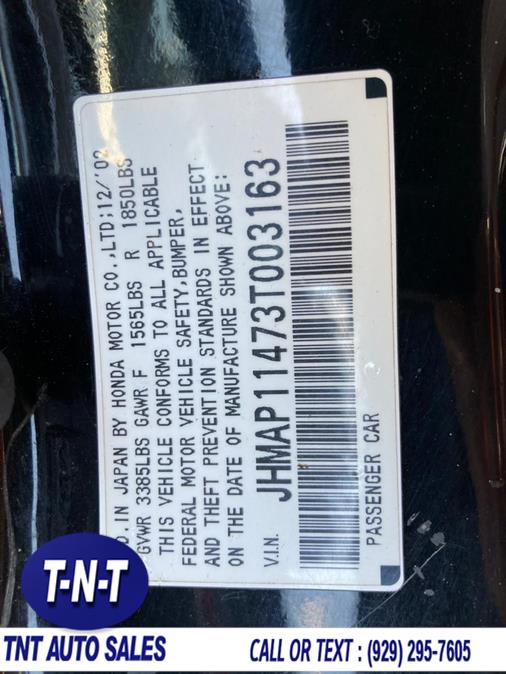 D.IN JAPAN BY HONDA MOTOR CO.,LTD;12/'02
GVWR 3385LBS GAWR F 1565LBS R 1850LBS
THIS VEHICLE CONFORMS TO ALL APPLICABLE
FEDERAL MOTOR VEHICLE SAFETY,BUMPER,
AND THEFT PREVENTION STANDARDS IN EFFECT
ON THE DATE OF MANUFACTURE SHOWN ABOVE:
V.I.N. JHMAP11473T003163
PASSENGER CAR
T-N-T
TNT AUTO SALES
CALL OR TEXT : (929) 295-7605